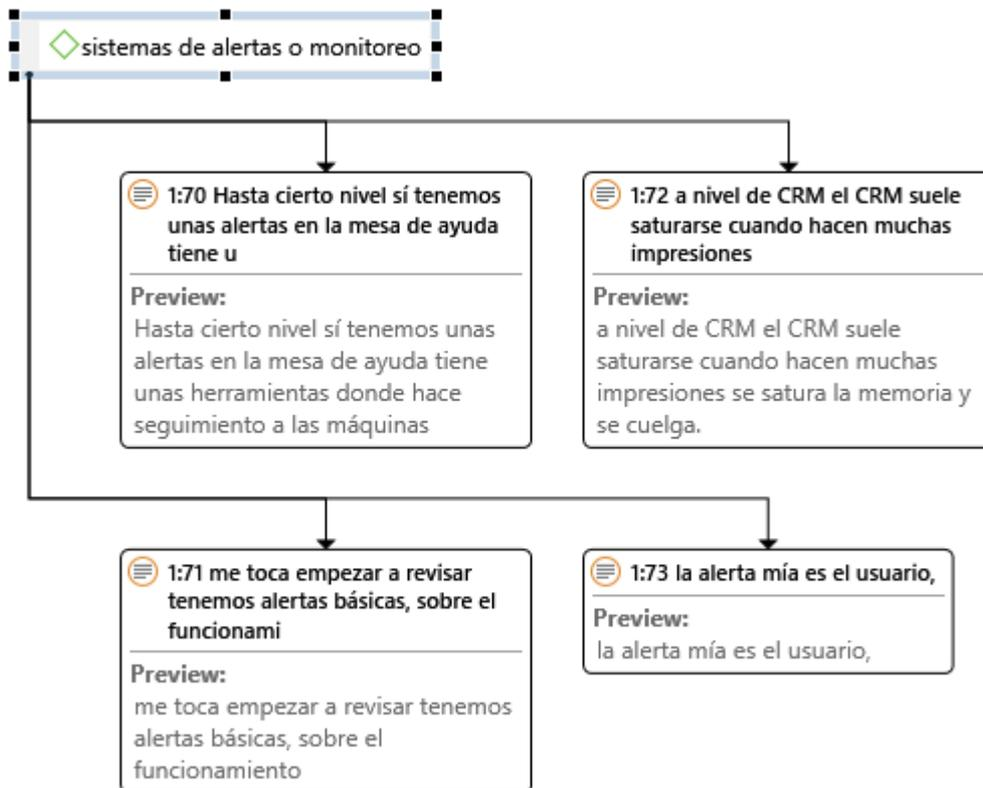 sistemas de alertas o monitoreo
1:70 Hasta cierto nivel sí tenemos
unas alertas en la mesa de ayuda
tiene u
Preview:
Hasta cierto nivel sí tenemos unas
alertas en la mesa de ayuda tiene
unas herramientas donde hace
seguimiento a las máquinas
1:72 a nivel de CRM el CRM suele
saturarse cuando hacen muchas
impresiones
Preview:
a nivel de CRM el CRM suele
saturarse cuando hacen muchas
impresiones se satura la memoria y
se cuelga.
1:71 me toca empezar a revisar
tenemos alertas básicas, sobre el
funcionami
Preview:
me toca empezar a revisar tenemos
alertas básicas, sobre el
funcionamiento
1:73 la alerta mía es el usuario,
Preview:
la alerta mía es el usuario,